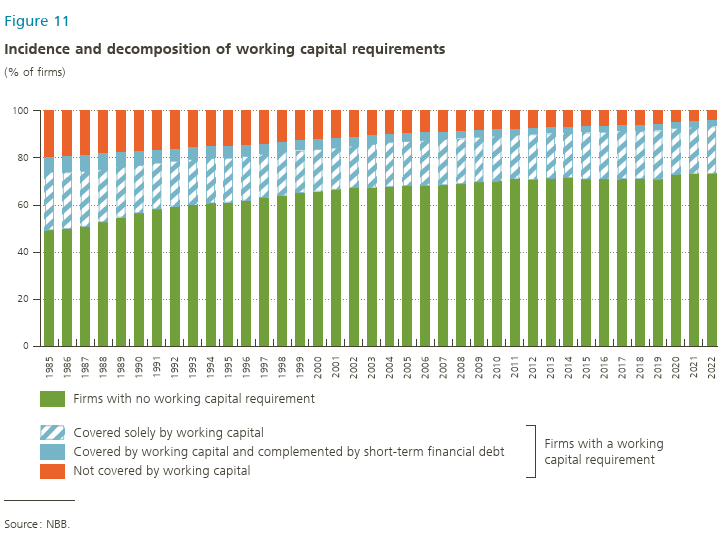 Figure 11
Incidence and decomposition of working capital requirements
(% of firms)
100
80
60
40
20
0
1985 1986 1987 1988 1989 1990 1991 1992 1993 1994 1995 1996 1997 1998 1999 2000 2001 2002 2003 2004 2005 2006 2007 2008 2009 2010 2011 2012 2013 2014 2015 2016 2017 2018 2019 2020 2021 2022
Firms with no working capital requirement
Covered solely by working capital
Covered by working capital and complemented by short-term financial debt
Not covered by working capital
Firms with a working
capital requirement
Source: NBB.